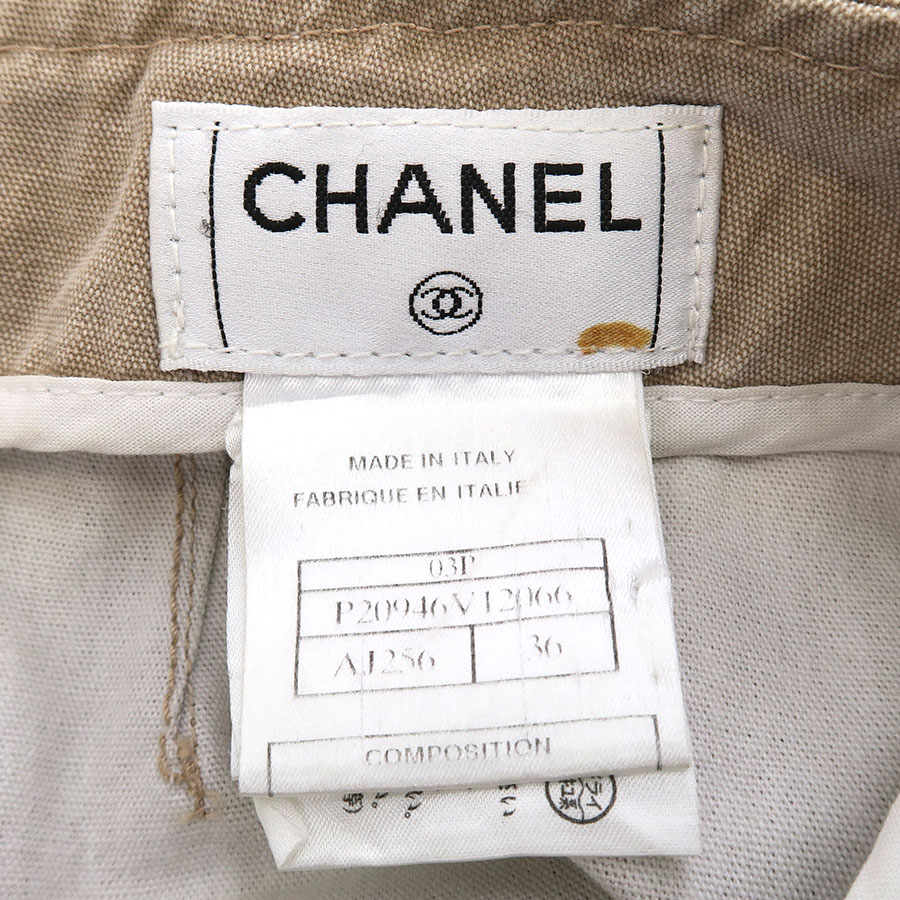 CHANEL
MADE IN ITALY
FABRIQUE EN ITALIE
03P
P20946V12066
AJ256 36
COMPOSITION